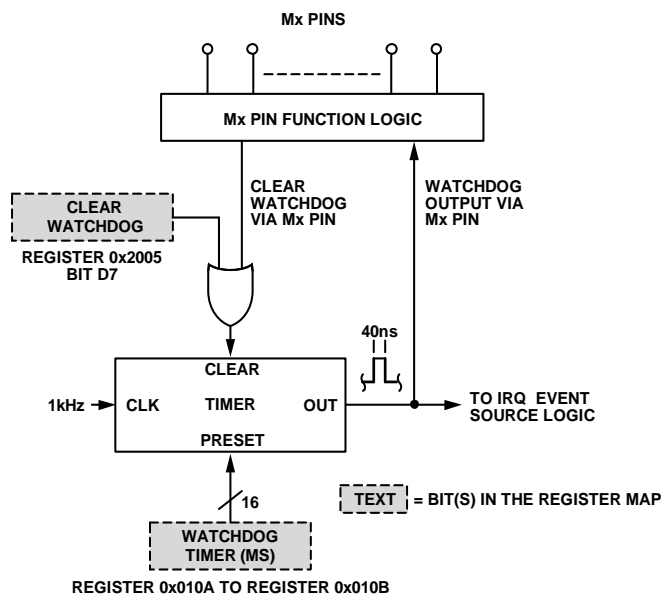 Mx PINS
Mx PIN FUNCTION LOGIC
CLEAR
WATCHDOG
VIA Mx PIN
WATCHDOG
OUTPUT VIA
Mx PIN
CLEAR
WATCHDOG
REGISTER 0x2005
BIT D7
40ns
CLEAR
1kHz
CLK
TIMER
OUT
PRESET
TO IRQ EVENT
SOURCE LOGIC
16
TEXT = BIT(S) IN THE REGISTER MAP
WATCHDOG
TIMER (MS)
REGISTER 0x010A TO REGISTER 0x010B